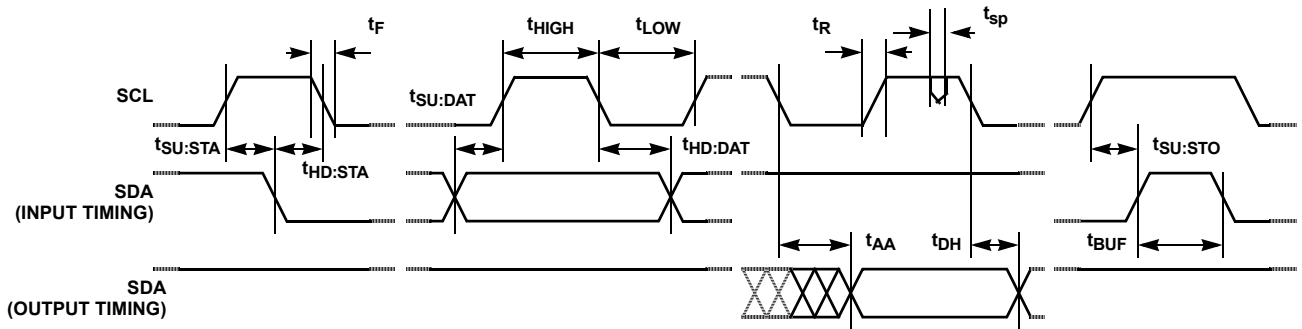 tF
tHIGH
tLOW
tR
tsp
SCL
tSU:DAT
tSU:STA
tHD:STA
tHD:DAT
tSU:STO
SDA
(INPUT TIMING)
tAA
tDH
tBUF
SDA
(OUTPUT TIMING)